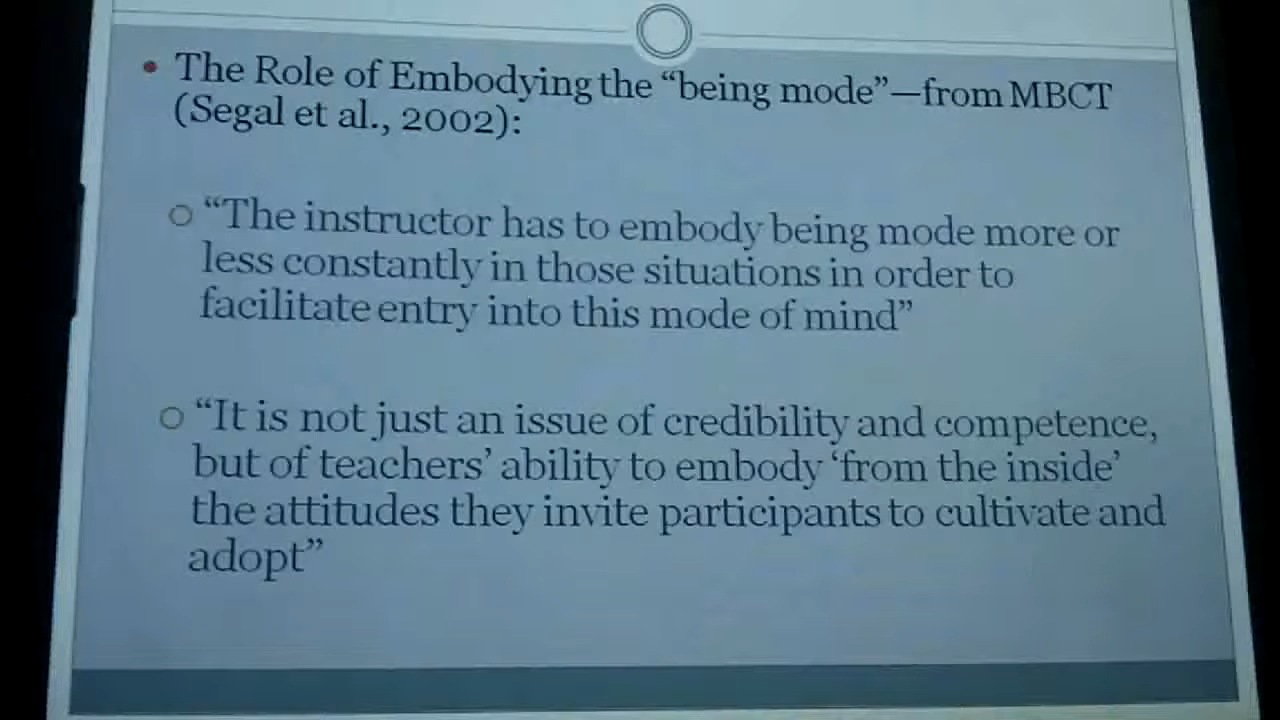 • The Role of Embodying the “being mode”—from MBCT
(Segal et al., 2002):
○ “The instructor has to embody being mode more or
less constantly in those situations in order to
facilitate entry into this mode of mind”
○ “It is not just an issue of credibility and competence,
but of teachers’ ability to embody ‘from the inside’
the attitudes they invite participants to cultivate and
adopt”